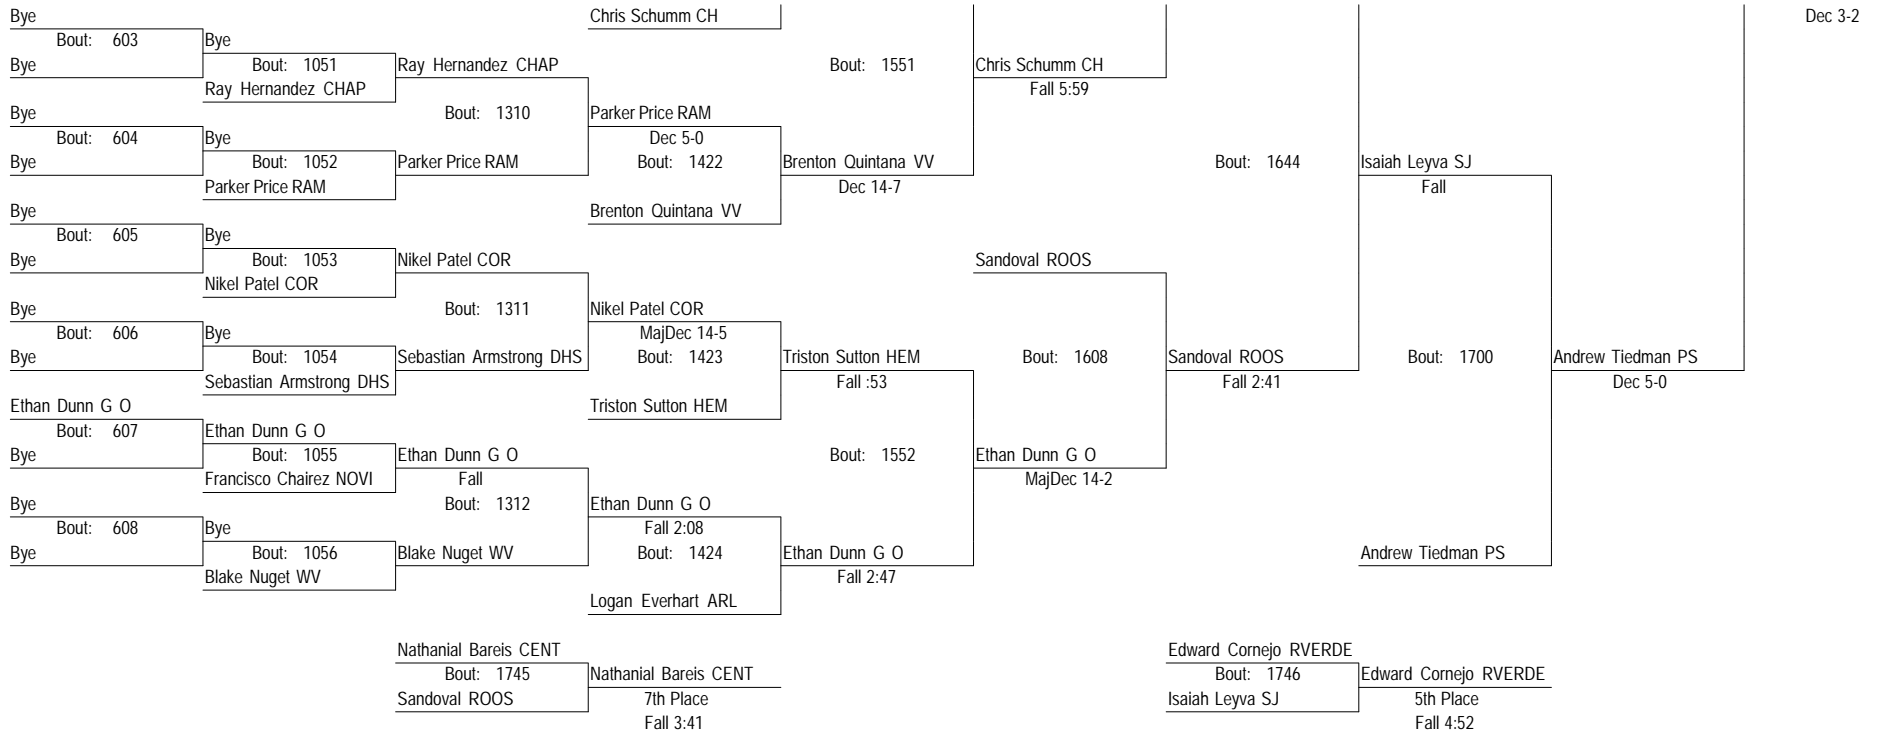 Bye
Chris Schumm CH
Dec 3-2
Bout: 603
Bye
Bye
Bout: 1051
Ray Hernandez CHAP
Bout: 1551
Chris Schumm CH
Ray Hernandez CHAP
Fall 5:59
Bye
Bout: 1310
Parker Price RAM
Bout: 604
Bye
Dec 5-0
Bye
Bout: 1052
Parker Price RAM
Bout: 1422
Brenton Quintana VV
Bout: 1644
Isaiah Leyva SJ
Parker Price RAM
Dec 14-7
Fall
Bye
Brenton Quintana VV
Bout: 605
Bye
Bye
Bout: 1053
Nikel Patel COR
Sandoval ROOS
Nikel Patel COR
Bye
Bout: 1311
Nikel Patel COR
Bout: 606
Bye
MajDec 14-5
Bye
Bout: 1054
Sebastian Armstrong DHS
Bout: 1423
Triston Sutton HEM
Bout: 1608
Sandoval ROOS
Bout: 1700
Andrew Tiedman PS
Sebastian Armstrong DHS
Fall :53
Fall 2:41
Dec 5-0
Ethan Dunn G O
Triston Sutton HEM
Bout: 607
Ethan Dunn G O
Bye
Bout: 1055
Ethan Dunn G O
Bout: 1552
Ethan Dunn G O
Francisco Chairez NOVI
Fall
MajDec 14-2
Bye
Bout: 1312
Ethan Dunn G O
Bout: 608
Bye
Fall 2:08
Bye
Bout: 1056
Blake Nuget WV
Bout: 1424
Ethan Dunn G O
Andrew Tiedman PS
Blake Nuget WV
Fall 2:47
Logan Everhart ARL
Nathanial Bareis CENT
Edward Cornejo RVERDE
Bout: 1745
Nathanial Bareis CENT
Bout: 1746
Edward Cornejo RVERDE
Sandoval ROOS
7th Place
Isaiah Leyva SJ
5th Place
Fall 3:41
Fall 4:52